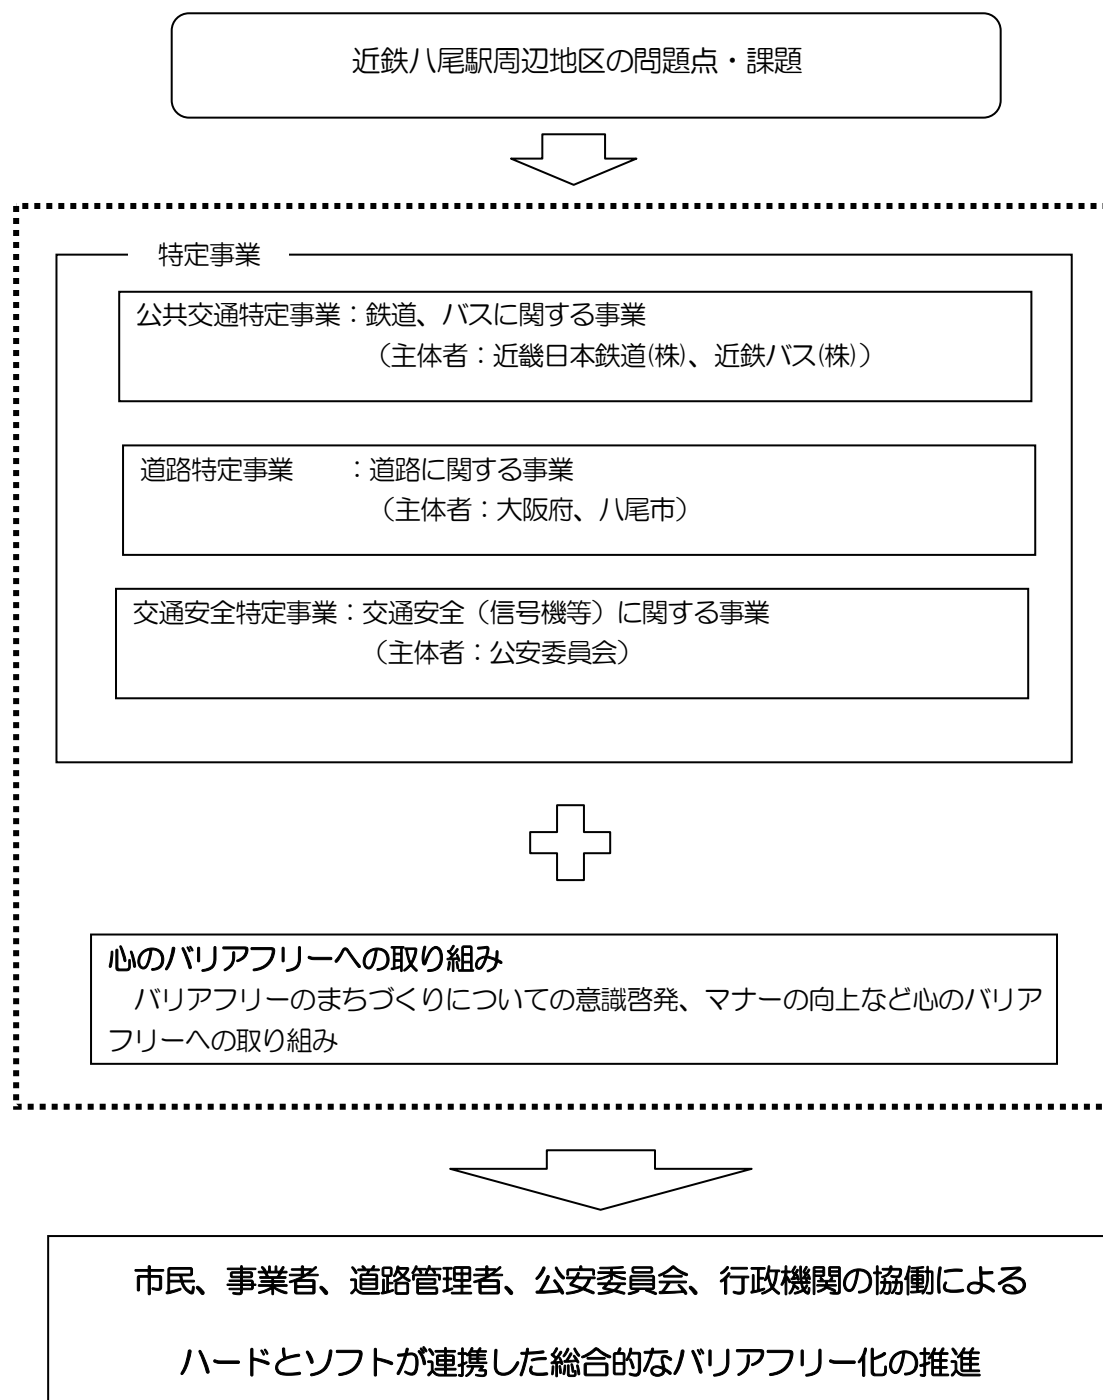 近鉄八尾駅周辺地区の問題点・課題
特定事業
公共交通特定事業：鉄道、バスに関する事業
（主体者：近畿日本鉄道(株)、近鉄バス(株)）
道路特定事業　　：道路に関する事業
（主体者：大阪府、八尾市）
交通安全特定事業：交通安全（信号機等）に関する事業
（主体者：公安委員会）
心のバリアフリーへの取り組み
バリアフリーのまちづくりについての意識啓発、マナーの向上など心のバリア
フリーへの取り組み
市民、事業者、道路管理者、公安委員会、行政機関の協働による
ハードとソフトが連携した総合的なバリアフリー化の推進